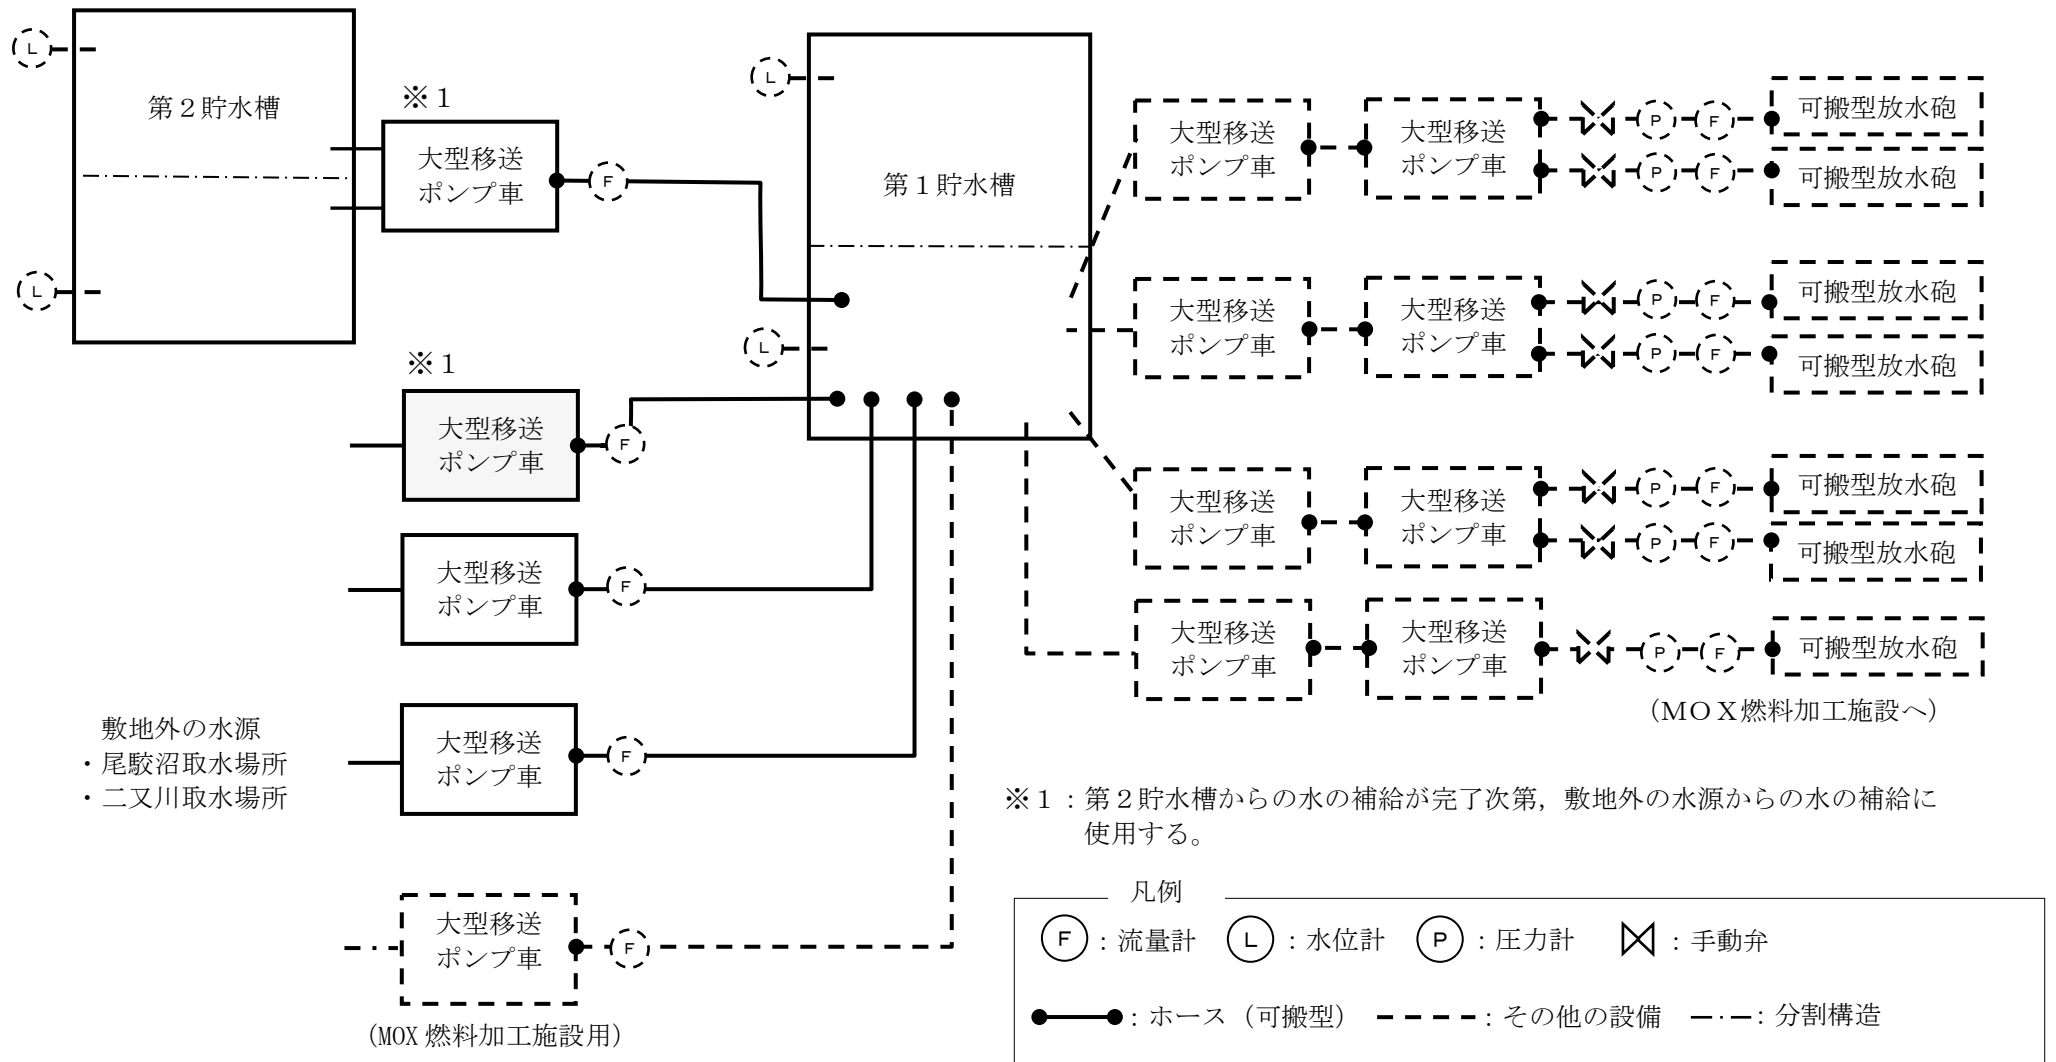 L
第２貯水槽
L
※１
大型移送
ポンプ車
F
L
第１貯水槽
L
※１
大型移送
ポンプ車
F
大型移送
ポンプ車
F
大型移送
ポンプ車
F
敷地外の水源
・尾駮沼取水場所
・二又川取水場所
大型移送
ポンプ車
F
(MOX 燃料加工施設用)
大型移送
ポンプ車
大型移送
ポンプ車
P F 可搬型放水砲
P F 可搬型放水砲
大型移送
ポンプ車
大型移送
ポンプ車
P F 可搬型放水砲
P F 可搬型放水砲
大型移送
ポンプ車
大型移送
ポンプ車
P F 可搬型放水砲
P F 可搬型放水砲
大型移送
ポンプ車
大型移送
ポンプ車
P F 可搬型放水砲
（ＭＯＸ燃料加工施設へ）
※１：第２貯水槽からの水の補給が完了次第，敷地外の水源からの水の補給に
使用する。
凡例
F ：流量計 L ：水位計 P ：圧力計 ：手動弁
：ホース（可搬型） ：その他の設備 ：分割構造